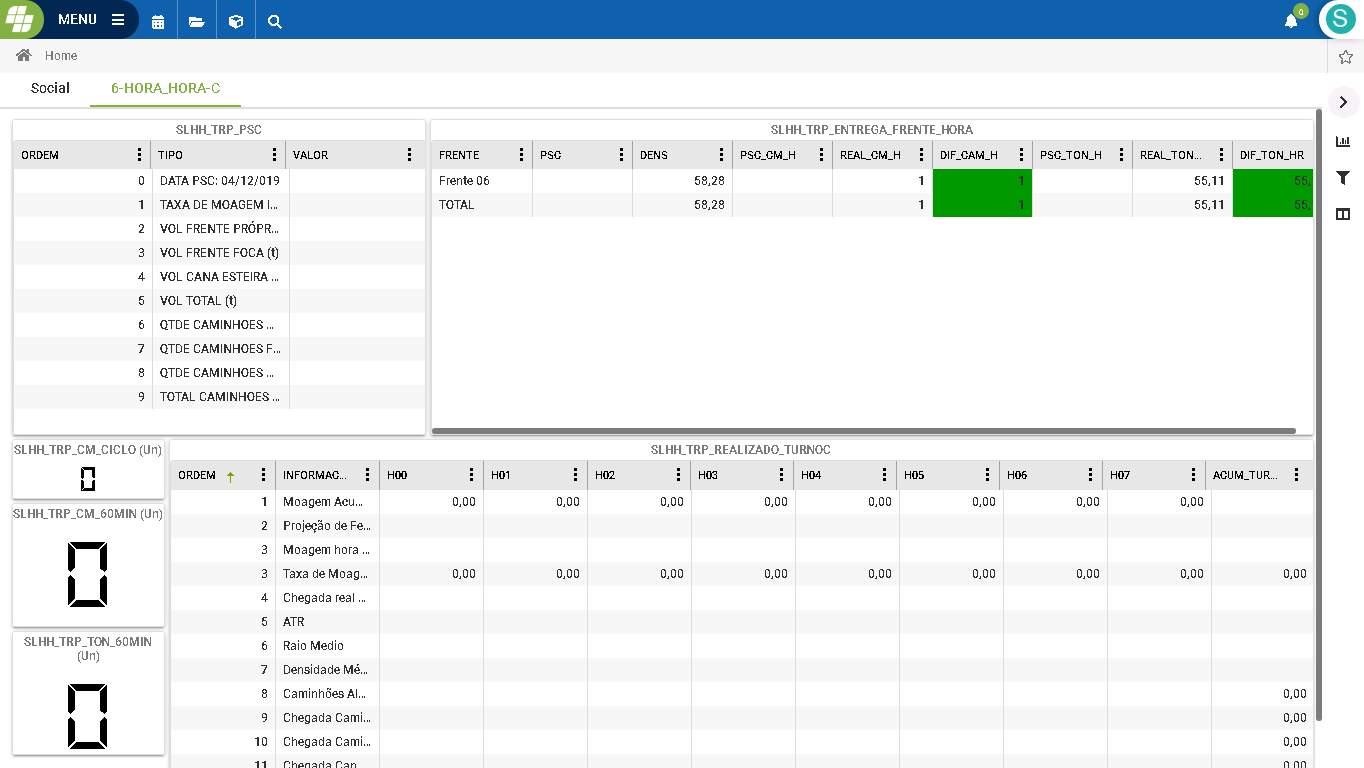 MENU
0
S
Home
Social
6-HORA_HORA-C
SLHH_TRP_PSC
ORDEM TIPO VALOR
0 DATA PSC: 04/12/019
1 TAXA DE MOAGEM I...
2 VOL FRENTE PRÓPR...
3 VOL FRENTE FOCA (t)
4 VOL CANA ESTEIRA ...
5 VOL TOTAL (t)
6 QTDE CAMINHOES ...
7 QTDE CAMINHOES F...
8 QTDE CAMINHOES ...
9 TOTAL CAMINHOES ...
SLHH_TRP_ENTREGA_FRENTE_HORA
FRENTE PSC DENS PSC_CM_H REAL_CM_H DIF_CAM_H PSC_TON_H REAL_TON... DIF_TON_HR
Frente 06 58,28 1 1 55,11 55,
TOTAL 58,28 1 1 55,11 55,
SLHH_TRP_CM_CICLO (Un)
0
SLHH_TRP_CM_60MIN (Un)
0
SLHH_TRP_TON_60MIN
(Un)
0
SLHH_TRP_REALIZADO_TURNOC
ORDEM INFORMAC... H00 H01 H02 H03 H04 H05 H06 H07 AGUM_TUR...
1 Moagem Acu... 0,00 0,00 0,00 0,00 0,00 0,00 0,00 0,00
2 Projeção de Fe...
3 Moagem hora ...
3 Taxa de Moag... 0,00 0,00 0,00 0,00 0,00 0,00 0,00 0,00 0,00
4 Chegada real ...
5 ATR
6 Raio Medio
7 Densidade Mé...
8 Caminhões Al... 0,00
9 Chegada Cami... 0,00
10 Chegada Cami... 0,00
11 Chegada Can... 0,00